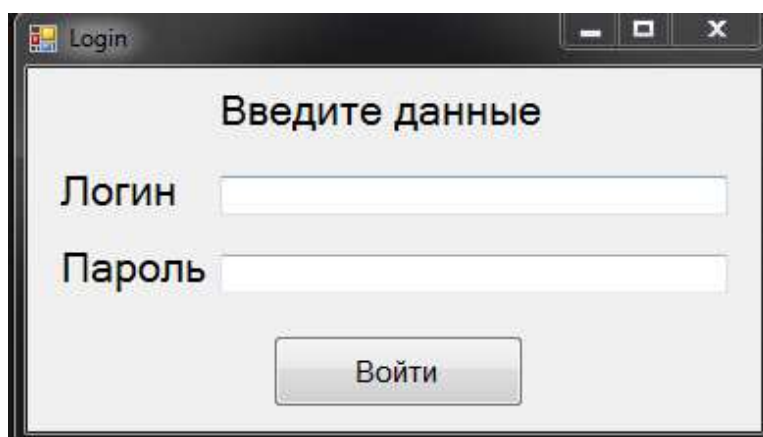 Login
Введите данные
Логин
Пароль
Войти